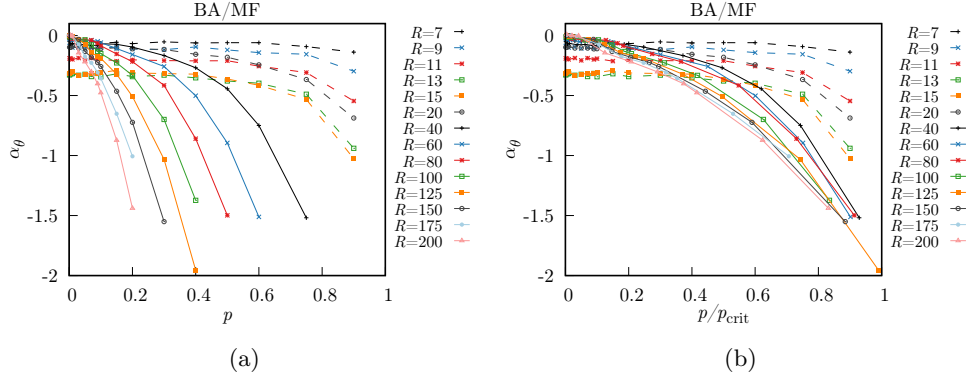 BA/MF
0
-0.5
-1
-1.5
-2
αθ
0
0.2
0.4
0.6
0.8
1
p
R=7
R=9
R=11
R=13
R=15
R=20
R=40
R=60
R=80
R=100
R=125
R=150
R=175
R=200
(a)
BA/MF
0
-0.5
-1
-1.5
-2
αθ
0
0.2
0.4
0.6
0.8
1
p/pcrit
R=7
R=9
R=11
R=13
R=15
R=20
R=40
R=60
R=80
R=100
R=125
R=150
R=175
R=200
(b)